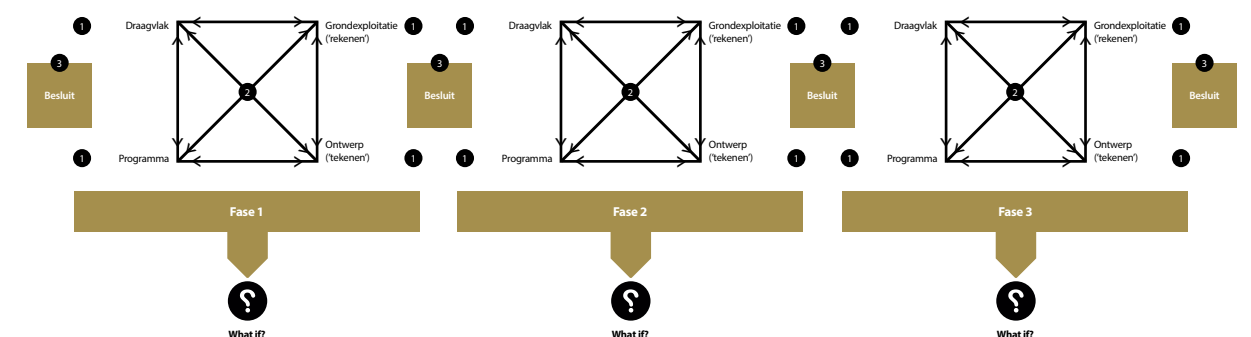 1
Draagvlak
Grondexploitatie
('rekenen')
1
1
Draagvlak
Grondexploitatie
('rekenen')
1
1
Draagvlak
Grondexploitatie
('rekenen')
1
3
Besluit
2
3
Besluit
2
3
Besluit
2
3
Besluit
1
Programma
Ontwerp
('tekenen')
1
1
Programma
Ontwerp
('tekenen')
1
1
Programma
Ontwerp
('tekenen')
1
Fase 1
Fase 2
Fase 3
?
?
?
What if?
What if?
What if?